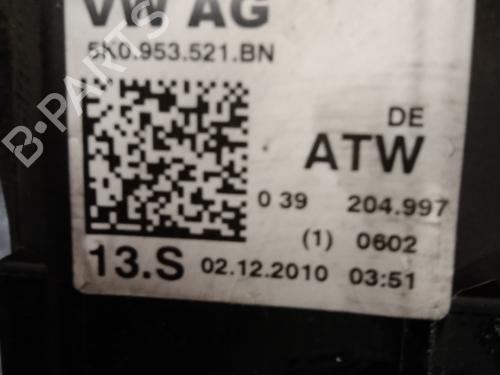 VW AG
5K0.953.521.BN
DE
ATW
0 39 204.997
(1) 0602
13.S 02.12.2010 03:51
B-PARTS